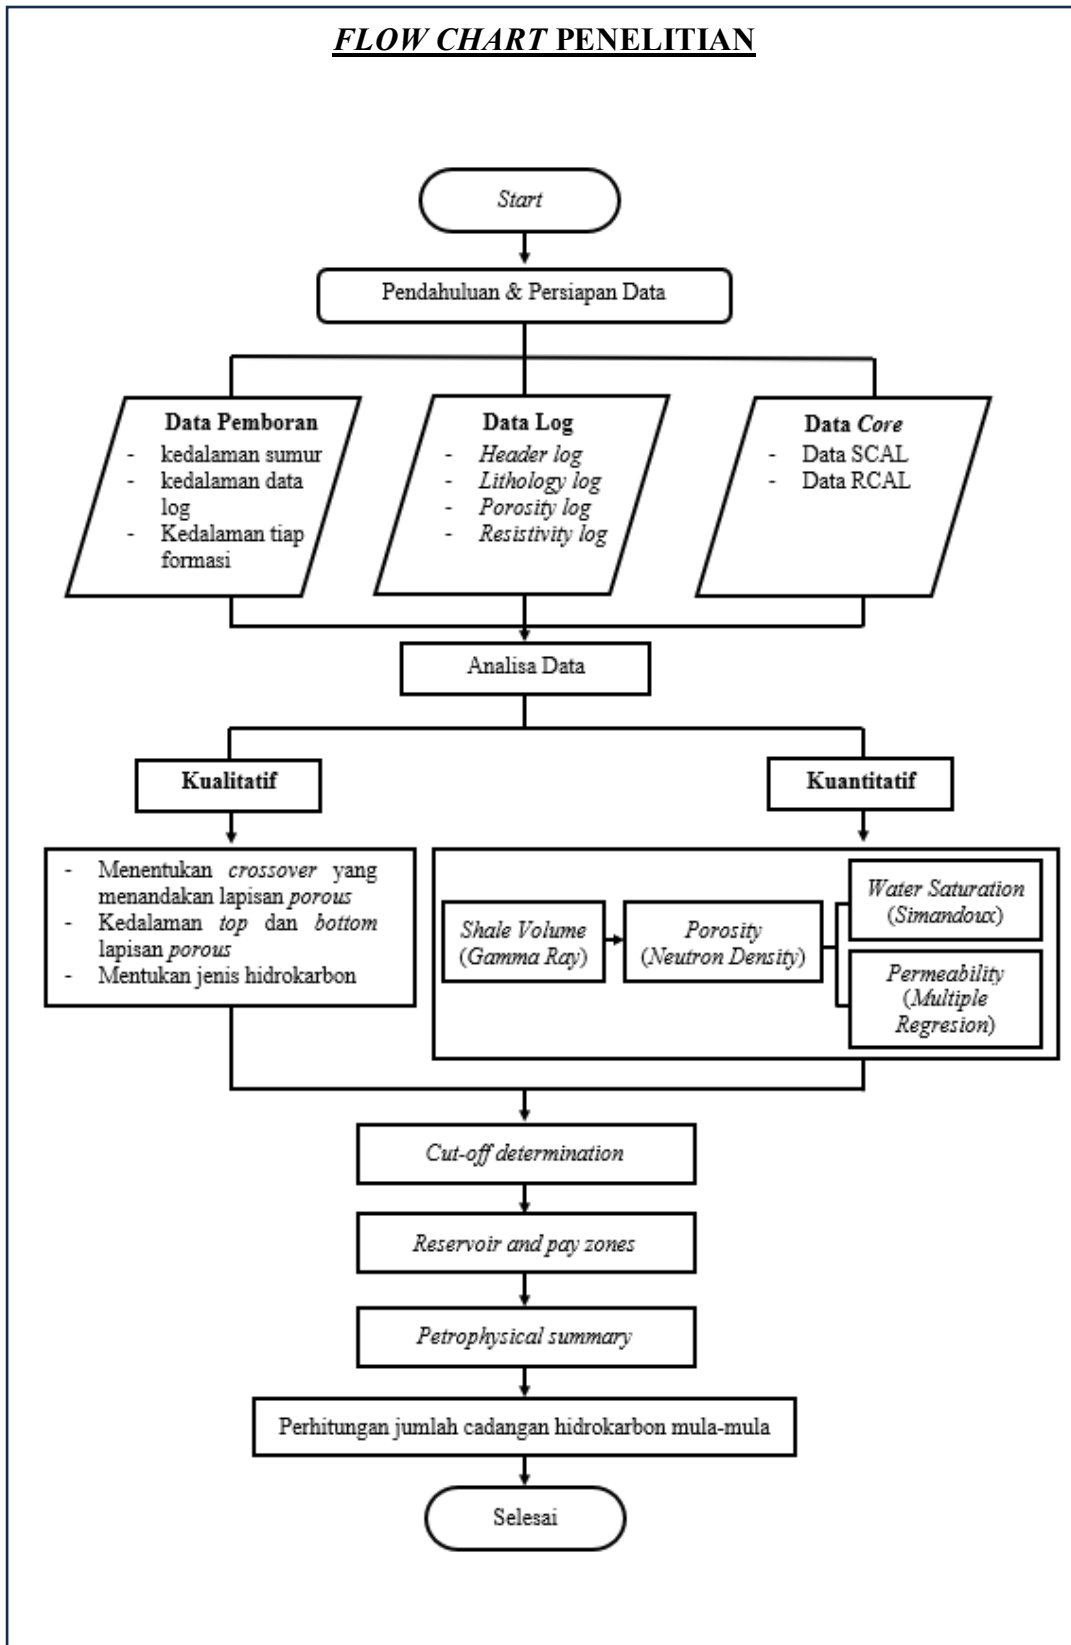 FLOW CHART PENELITIAN
Start
Pendahuluan & Persiapan Data
Data Pemboran
- kedalaman sumur
- kedalaman data
log
- Kedalaman tiap
formasi
Data Log
- Header log
- Lithology log
- Porosity log
- Resistivity log
Data Core
- Data SCAL
- Data RCAL
Analisa Data
Kualitatif
- Menentukan crossover yang
menandakan lapisan porous
- Kedalaman top dan bottom
lapisan porous
- Mentukan jenis hidrokarbon
Kuantitatif
Shale Volume
(Gamma Ray)
Porosity
(Neutron Density)
Water Saturation
(Simandoux)
Permeability
(Multiple
Regresion)
Cut-off determination
Reservoir and pay zones
Petrophysical summary
Perhitungan jumlah cadangan hidrokarbon mula-mula
Selesai